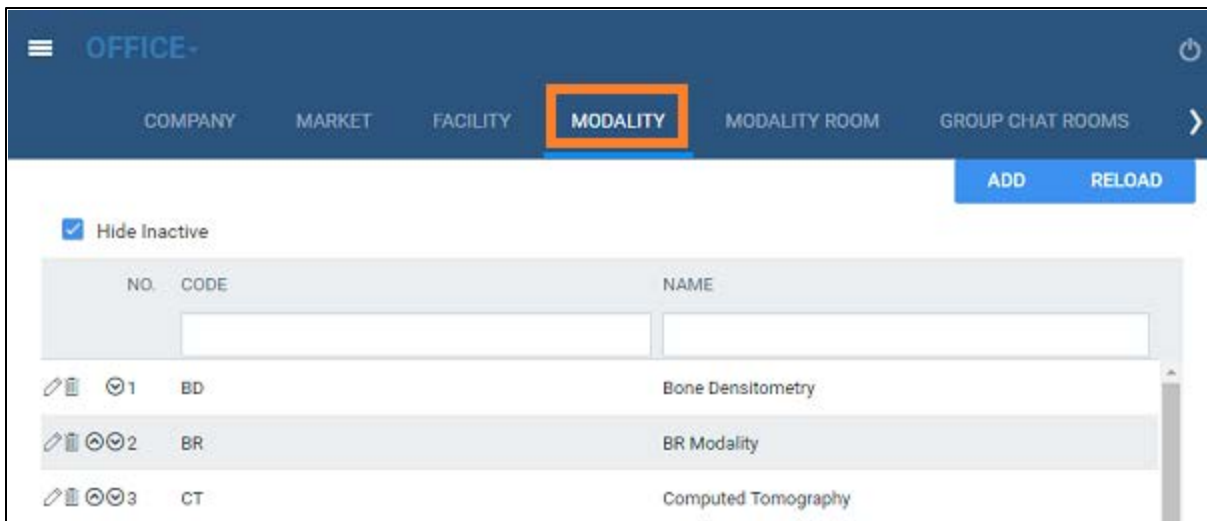 OFFICE-
COMPANY MARKET FACILITY MODALITY MODALITY ROOM GROUP CHAT ROOMS
ADD RELOAD
Hide Inactive
NO. CODE NAME
1 BD Bone Densitometry
2 BR BR Modality
3 CT Computed Tomography